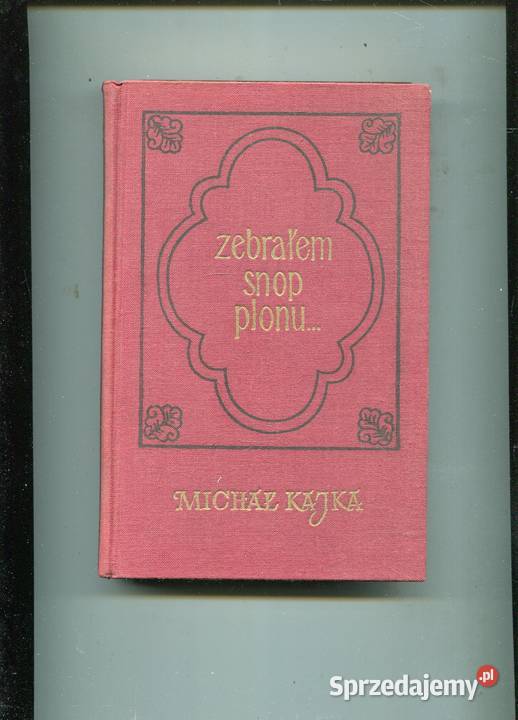 zebrałem
snop
plonu...
MICHAŁ KAJKA
Sprzedajemy.pl